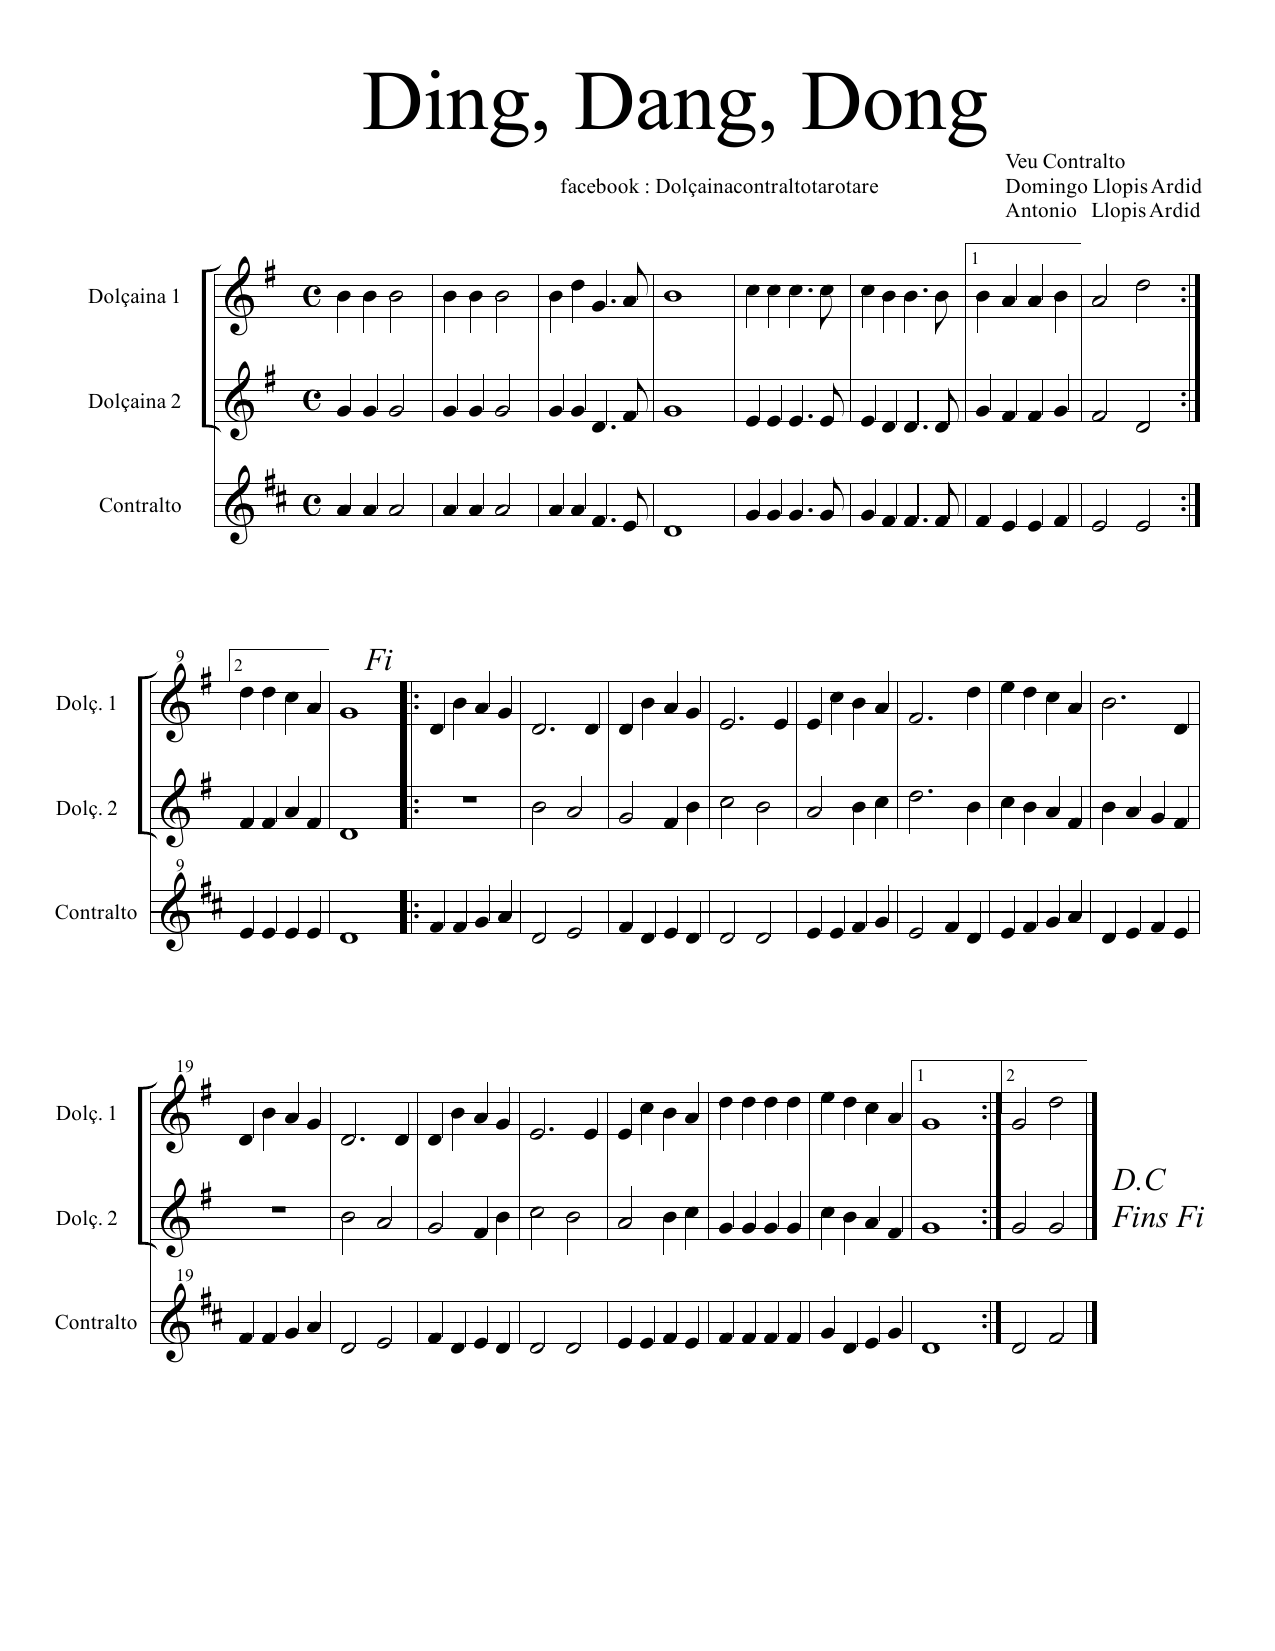 Ding, Dang, Dong
Veu Contralto
facebook : Dolçainacontraltotarotare
Domingo Llopis Ardid
Antonio Llopis Ardid
1
Dolçaina 1
Dolçaina 2
Contralto
9
2
Fi
Dolç. 1
Dolç. 2
9
Contralto
19
1
2
Dolç. 1
D.C
Dolç. 2
Fins Fi
19
Contralto